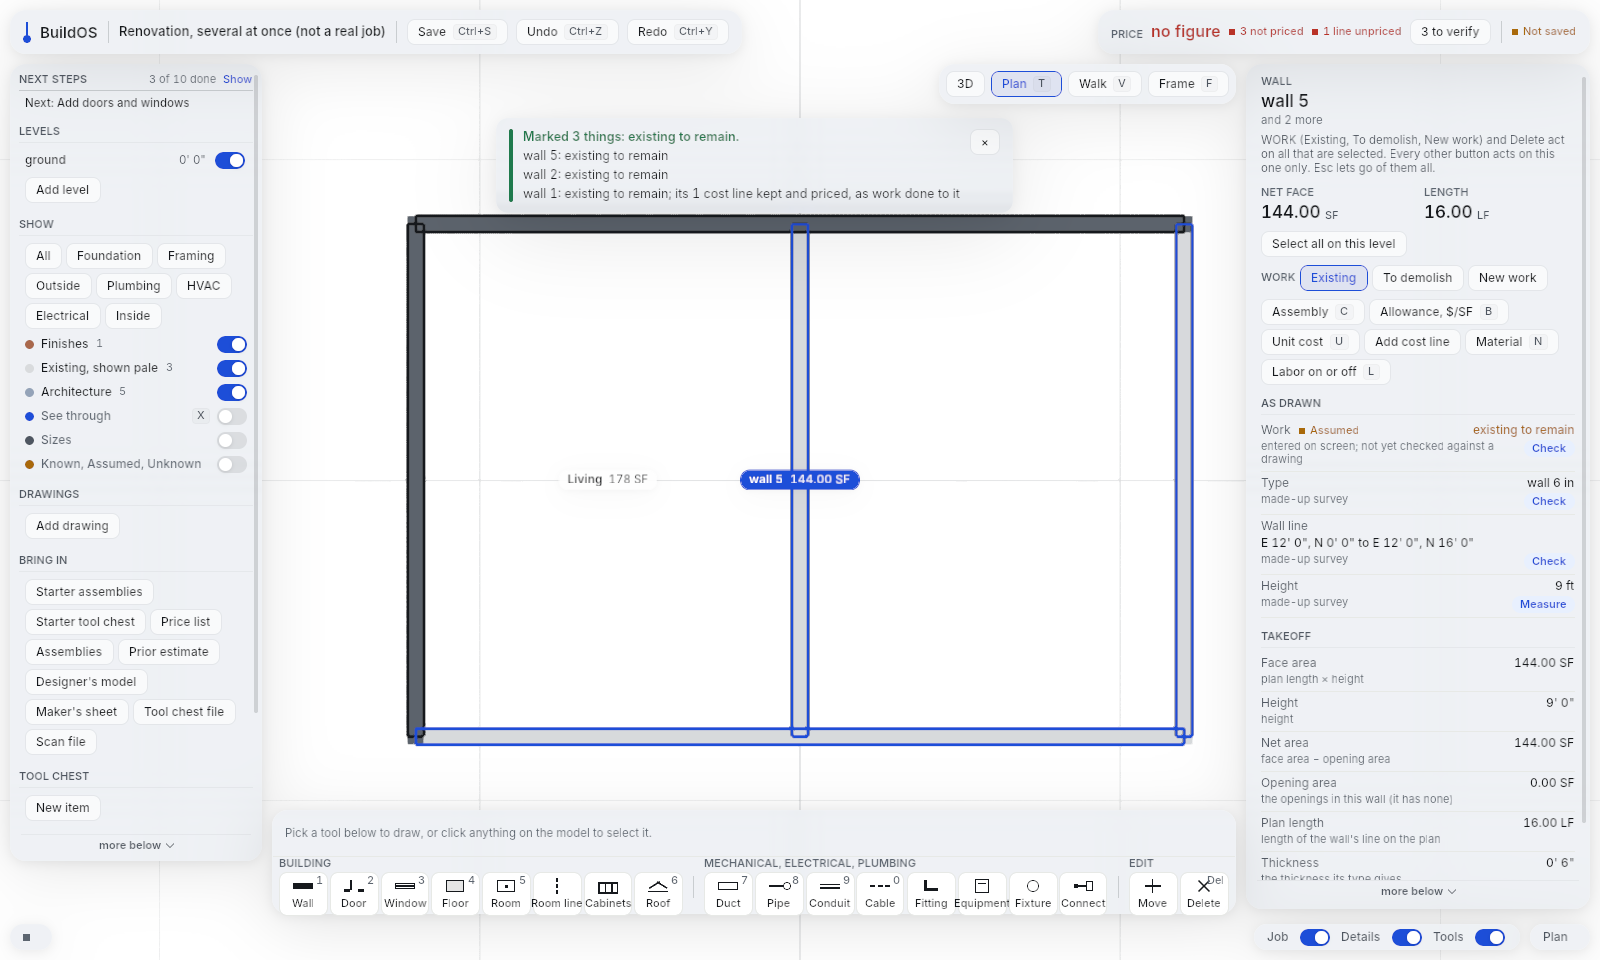 BuildOS
Renovation, several at once (not a real job)
Save Ctrl+S
Undo Ctrl+Z
Redo Ctrl+Y
PRICE no figure
3 not priced
1 line unpriced
3 to verify
Not saved
NEXT STEPS 3 of 10 done Show
Next: Add doors and windows
LEVELS
ground 0' 0"
Add level
SHOW
All Foundation Framing
Outside Plumbing HVAC
Electrical Inside
Finishes 1
Existing, shown pale 3
Architecture 5
See through X
Sizes
Known, Assumed, Unknown
DRAWINGS
Add drawing
BRING IN
Starter assemblies
Starter tool chest Price list
Assemblies Prior estimate
Designer's model
Maker's sheet Tool chest file
Scan file
TOOL CHEST
New item
more below
3D
Plan T
Walk V
Frame F
Marked 3 things: existing to remain.
×
wall 5: existing to remain
wall 2: existing to remain
wall 1: existing to remain; its 1 cost line kept and priced, as work done to it
Living 178 SF
wall 5 144.00 SF
Pick a tool below to draw, or click anything on the model to select it.
BUILDING
Wall 1
Door 2
Window 3
Floor 4
Room 5
Room line
Cabinets
Roof 6
MECHANICAL, ELECTRICAL, PLUMBING
Duct 7
Pipe 8
Conduit 9
Cable 0
Fitting
Equipment
Fixture
Connect
EDIT
Move
Delete Del
WALL
wall 5
and 2 more
WORK (Existing, To demolish, New work) and Delete act
on all that are selected. Every other button acts on this
one only. Esc lets go of them all.
NET FACE LENGTH
144.00 SF 16.00 LF
Select all on this level
WORK Existing To demolish New work
Assembly C Allowance, $/SF B
Unit cost U Add cost line Material N
Labor on or off L
AS DRAWN
Work Assumed existing to remain
entered on screen; not yet checked against a
drawing
Check
Type wall 6 in
made-up survey Check
Wall line
E 12' 0", N 0' 0" to E 12' 0", N 16' 0"
made-up survey Check
Height 9 ft
made-up survey Measure
TAKEOFF
Face area 144.00 SF
plan length × height
Height 9' 0"
height
Net area 144.00 SF
face area − opening area
Opening area 0.00 SF
the openings in this wall (it has none)
Plan length 16.00 LF
length of the wall's line on the plan
Thickness 0' 6"
the thickness its type gives
more below
Job Details Tools Plan